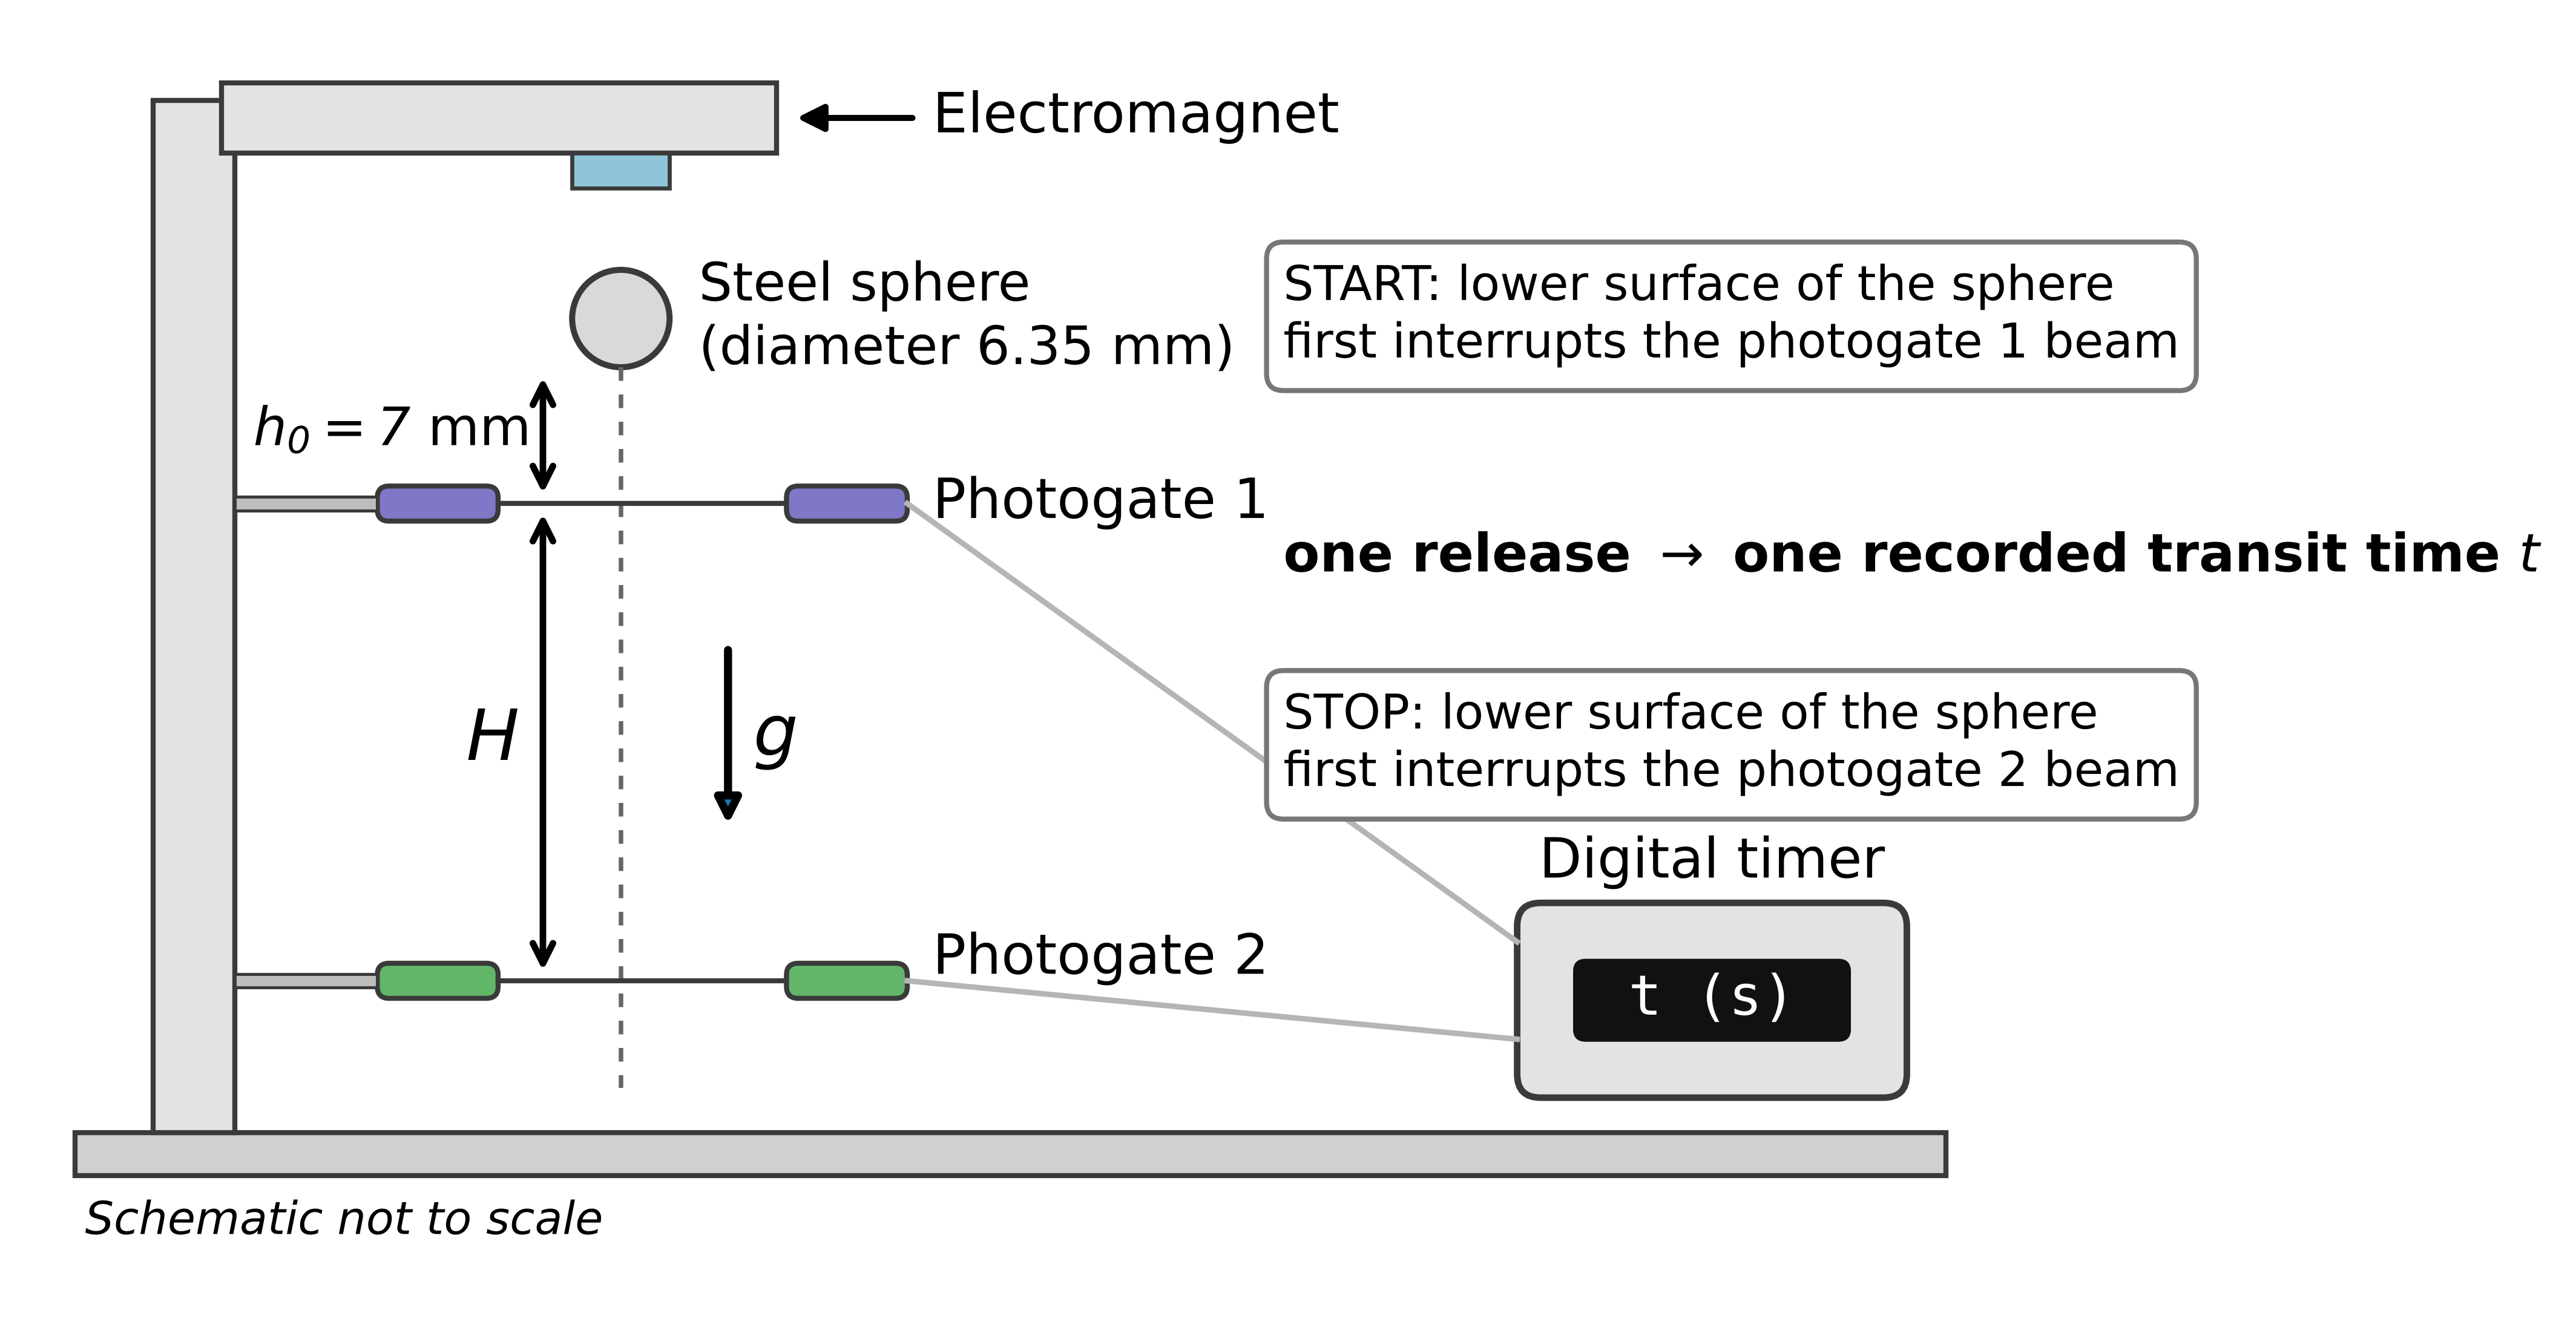 Electromagnet
Steel sphere
(diameter 6.35 mm)
START: lower surface of the sphere
first interrupts the photogate 1 beam
h₀ = 7 mm
Photogate 1
one release → one recorded transit time t
H
g
STOP: lower surface of the sphere
first interrupts the photogate 2 beam
Digital timer
Photogate 2
t (s)
Schematic not to scale